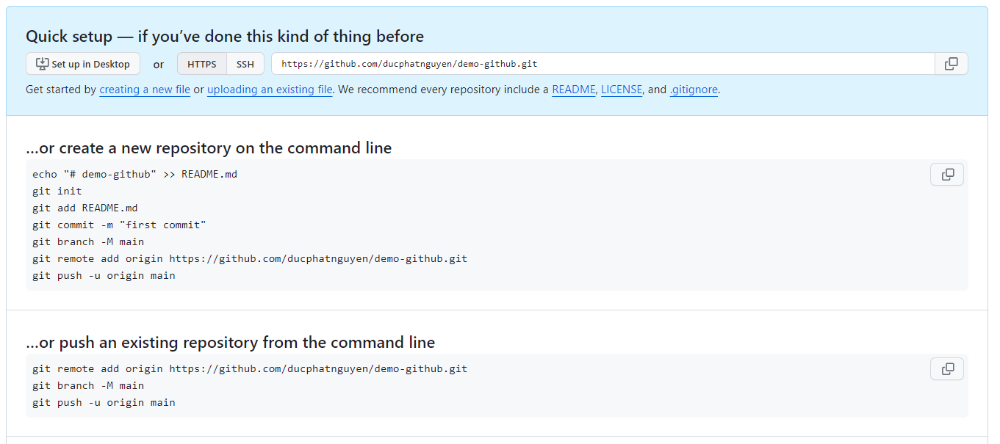 Quick setup — if you’ve done this kind of thing before
Set up in Desktop or HTTPS SSH https://github.com/ducphatnguyen/demo-github.git
Get started by creating a new file or uploading an existing file. We recommend every repository include a README, LICENSE, and .gitignore.
…or create a new repository on the command line
echo "# demo-github" >> README.md
git init
git add README.md
git commit -m "first commit"
git branch -M main
git remote add origin https://github.com/ducphatnguyen/demo-github.git
git push -u origin main
…or push an existing repository from the command line
git remote add origin https://github.com/ducphatnguyen/demo-github.git
git branch -M main
git push -u origin main